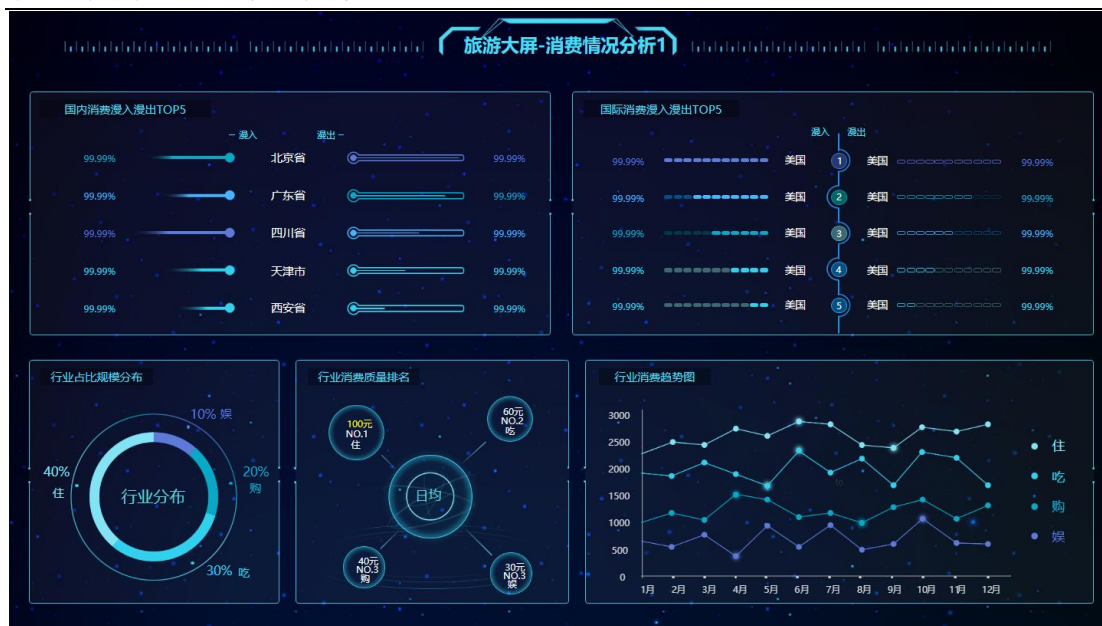 旅游大屏-消费情况分析1
国内消费漫入漫出TOP5
– 漫入 漫出 –
99.99% 北京省 99.99%
99.99% 广东省 99.99%
99.99% 四川省 99.99%
99.99% 天津市 99.99%
99.99% 西安省 99.99%
国际消费漫入漫出TOP5
漫入 漫出
99.99% 美国 1 美国 99.99%
99.99% 美国 2 美国 99.99%
99.99% 美国 3 美国 99.99%
99.99% 美国 4 美国 99.99%
99.99% 美国 5 美国 99.99%
行业占比规模分布
10% 娱
20%
购
40%
住
行业分布
30% 吃
行业消费质量排名
100元
NO.1
住
60元
NO.2
吃
日均
40元
NO.3
购
30元
NO.3
娱
行业消费趋势图
3000
2500
2000
1500
1000
500
0
1月 2月 3月 4月 5月 6月 7月 8月 9月 10月 11月 12月
住
吃
购
娱
to